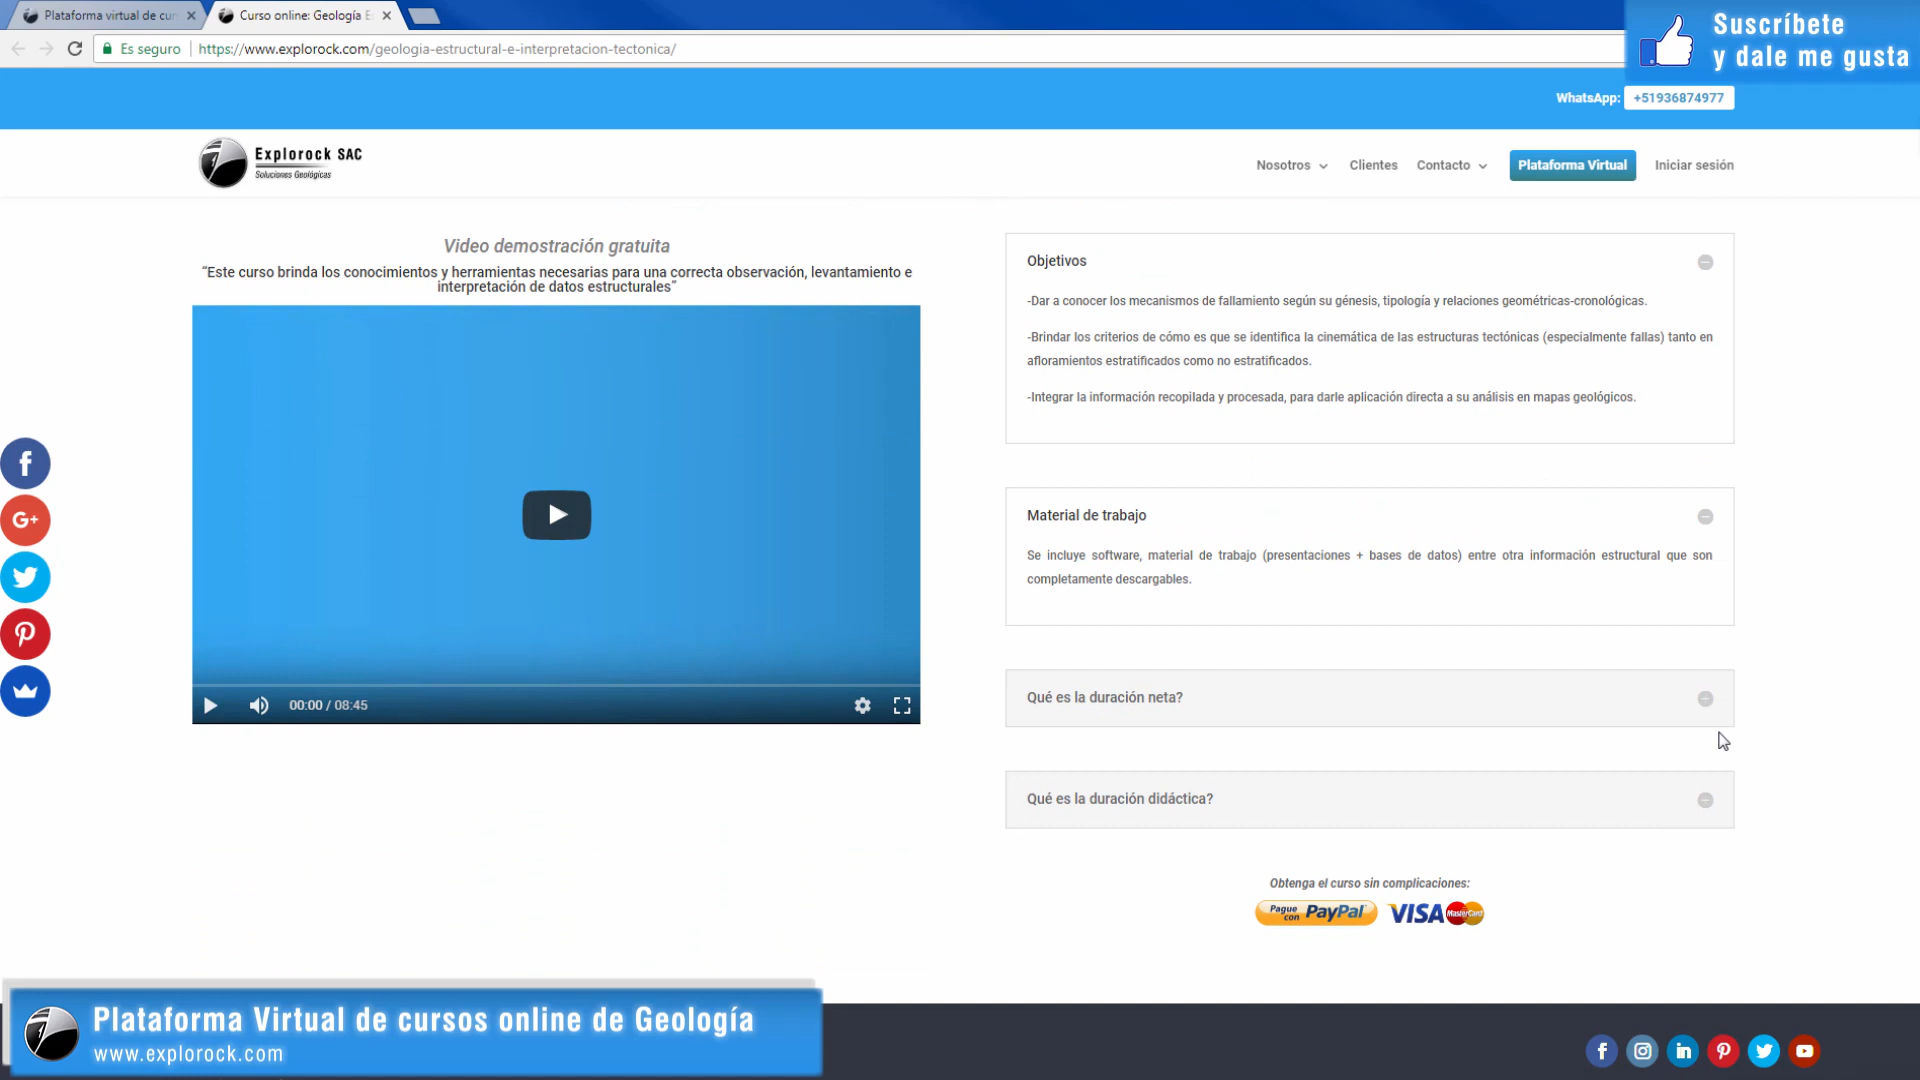 Plataforma virtual de cur
Curso online: Geología E
Suscríbete
y dale me gusta
Es seguro
https://www.explorock.com/geologia-estructural-e-interpretacion-tectonica/
WhatsApp: +51936874977
Explorock SAC
Soluciones Geológicas
Nosotros
Clientes
Contacto
Plataforma Virtual
Iniciar sesión
Video demostración gratuita
“Este curso brinda los conocimientos y herramientas necesarias para una correcta observación, levantamiento e
interpretación de datos estructurales”
00:00 / 08:45
Objetivos
-Dar a conocer los mecanismos de fallamiento según su génesis, tipología y relaciones geométricas-cronológicas.
-Brindar los criterios de cómo es que se identifica la cinemática de las estructuras tectónicas (especialmente fallas) tanto en
afloramientos estratificados como no estratificados.
-Integrar la información recopilada y procesada, para darle aplicación directa a su análisis en mapas geológicos.
Material de trabajo
Se incluye software, material de trabajo (presentaciones + bases de datos) entre otra información estructural que son
completamente descargables.
Qué es la duración neta?
Qué es la duración didáctica?
Obtenga el curso sin complicaciones:
Pague con PayPal VISA MasterCard
Plataforma Virtual de cursos online de Geología
www.explorock.com